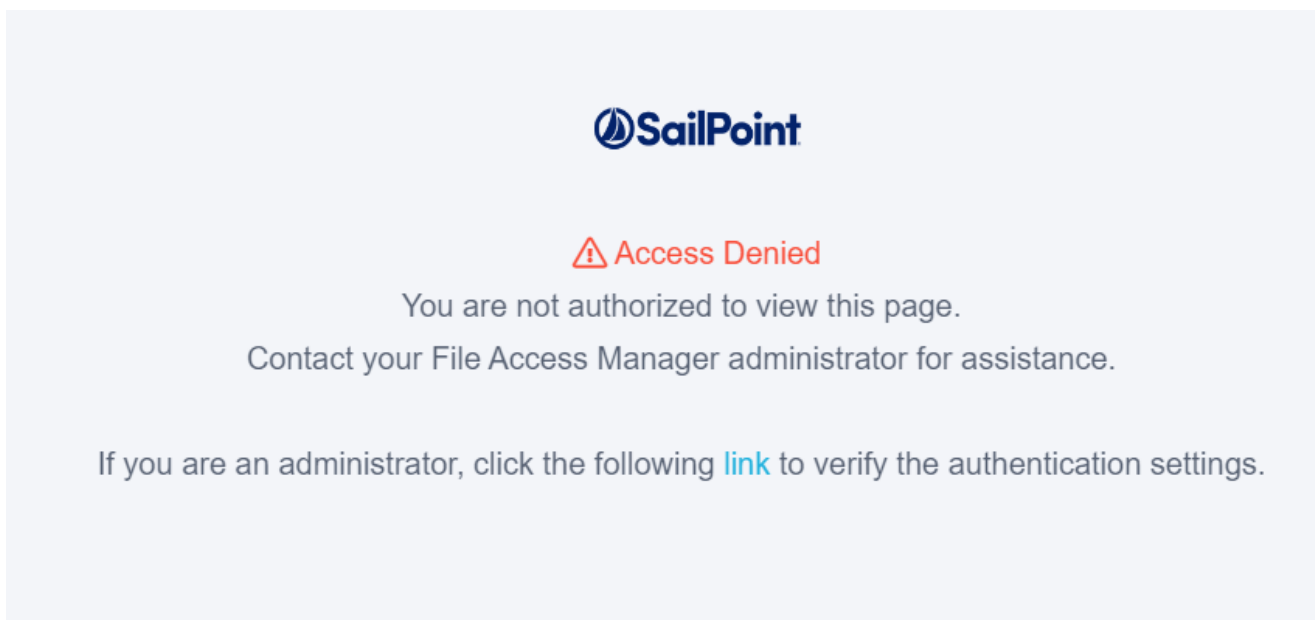 SailPoint
Access Denied
You are not authorized to view this page.
Contact your File Access Manager administrator for assistance.
If you are an administrator, click the following link to verify the authentication settings.